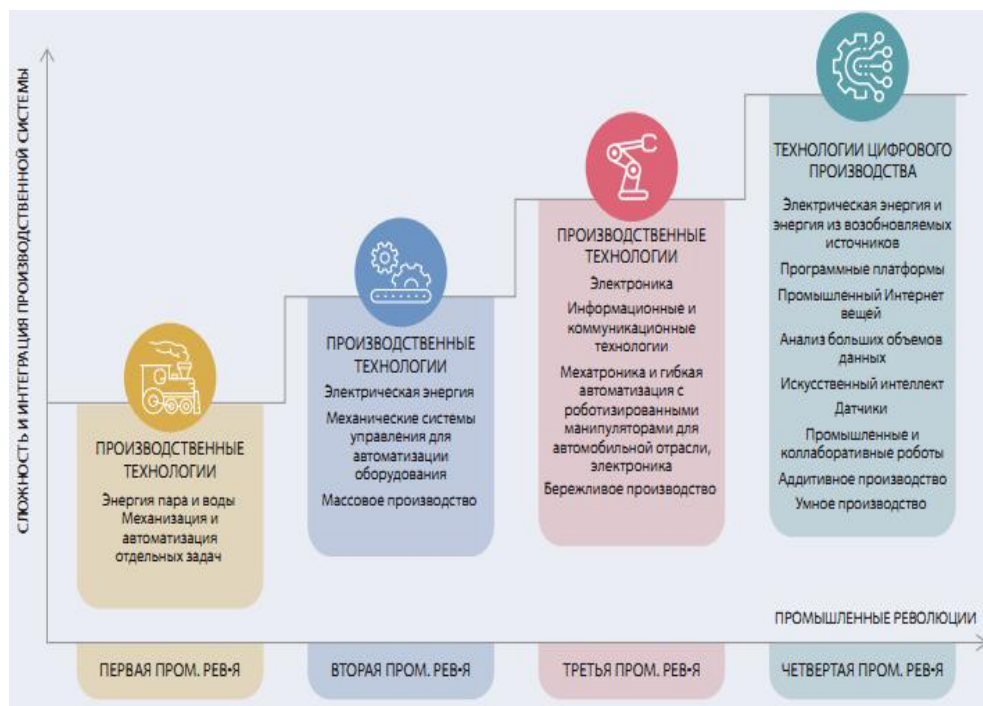 СЛОЖНОСТЬ И ИНТЕГРАЦИЯ ПРОИЗВОДСТВЕННОЙ СИСТЕМЫ
ПРОИЗВОДСТВЕННЫЕ
ТЕХНОЛОГИИ
Энергия пара и воды
Механизация и
автоматизация
отдельных задач
ПРОИЗВОДСТВЕННЫЕ
ТЕХНОЛОГИИ
Электрическая энергия
Механические системы
управления для
автоматизации
оборудования
Массовое производство
ПРОИЗВОДСТВЕННЫЕ
ТЕХНОЛОГИИ
Электроника
Информационные и
коммуникационные
технологии
Мехатроника и гибкая
автоматизация с
роботизированными
манипуляторами для
автомобильной отрасли,
электроника
Бережливое производство
ТЕХНОЛОГИИ ЦИФРОВОГО
ПРОИЗВОДСТВА
Электрическая энергия и
энергия из возобновляемых
источников
Программные платформы
Промышленный Интернет
вещей
Анализ больших объемов
данных
Искусственный интеллект
Датчики
Промышленные и
коллаборативные роботы
Аддитивное производство
Умное производство
ПРОМЫШЛЕННЫЕ РЕВОЛЮЦИИ
ПЕРВАЯ ПРОМ. РЕВ•Я
ВТОРАЯ ПРОМ. РЕВ•Я
ТРЕТЬЯ ПРОМ. РЕВ•Я
ЧЕТВЕРТАЯ ПРОМ. РЕВ•Я